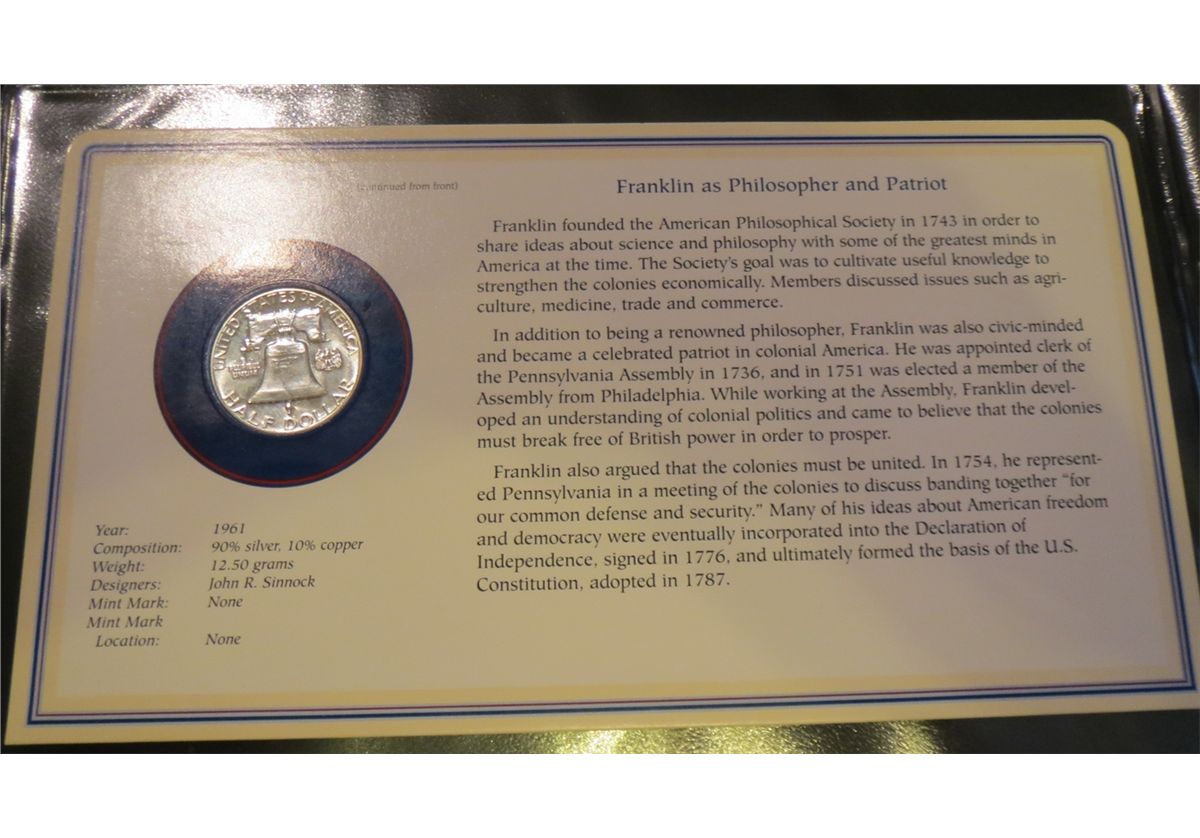 (continued from front)
UNITED STATES OF AMERICA
HALF DOLLAR
Year: 1961
Composition: 90% silver, 10% copper
Weight: 12.50 grams
Designers: John R. Sinnock
Mint Mark: None
Mint Mark
Location: None
Franklin as Philosopher and Patriot
Franklin founded the American Philosophical Society in 1743 in order to
share ideas about science and philosophy with some of the greatest minds in
America at the time. The Society's goal was to cultivate useful knowledge to
strengthen the colonies economically. Members discussed issues such as agri-
culture, medicine, trade and commerce.
In addition to being a renowned philosopher, Franklin was also civic-minded
and became a celebrated patriot in colonial America. He was appointed clerk of
the Pennsylvania Assembly in 1736, and in 1751 was elected a member of the
Assembly from Philadelphia. While working at the Assembly, Franklin devel-
oped an understanding of colonial politics and came to believe that the colonies
must break free of British power in order to prosper.
Franklin also argued that the colonies must be united. In 1754, he represent-
ed Pennsylvania in a meeting of the colonies to discuss banding together “for
our common defense and security.” Many of his ideas about American freedom
and democracy were eventually incorporated into the Declaration of
Independence, signed in 1776, and ultimately formed the basis of the U.S.
Constitution, adopted in 1787.